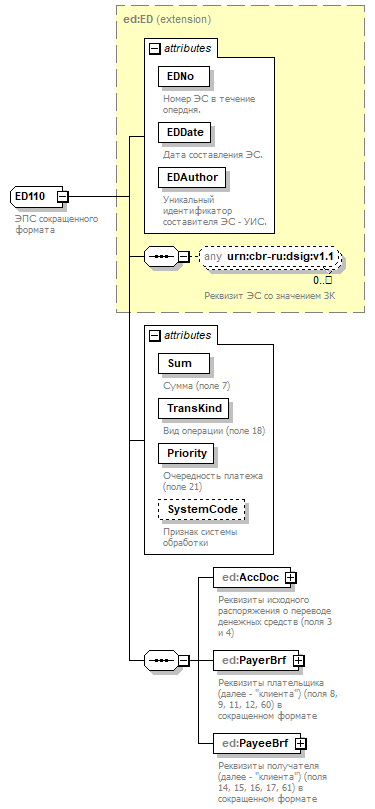 ed:ED (extension)
attributes
EDNo
Номер ЭС в течение
опердня.
EDDate
Дата составления ЭС.
EDAuthor
Уникальный
идентификатор
составителя ЭС - УИС.
ED110
ЭПС сокращенного
формата
any urn:cbr-ru:dsig:v1.1
0..
Реквизит ЭС со значением ЗК
attributes
Sum
Сумма (поле 7)
TransKind
Вид операции (поле 18)
Priority
Очередность платежа
(поле 21)
SystemCode
Признак системы
обработки
ed:AccDoc
Реквизиты исходного
распоряжения о переводе
денежных средств (поля 3
и 4)
ed:PayerBrf
Реквизиты плательщика
(далее - "клиента") (поля 8,
9, 11, 12, 60) в
сокращенном формате
ed:PayeeBrf
Реквизиты получателя
(далее - "клиента") (поля
14, 15, 16, 17, 61) в
сокращенном формате